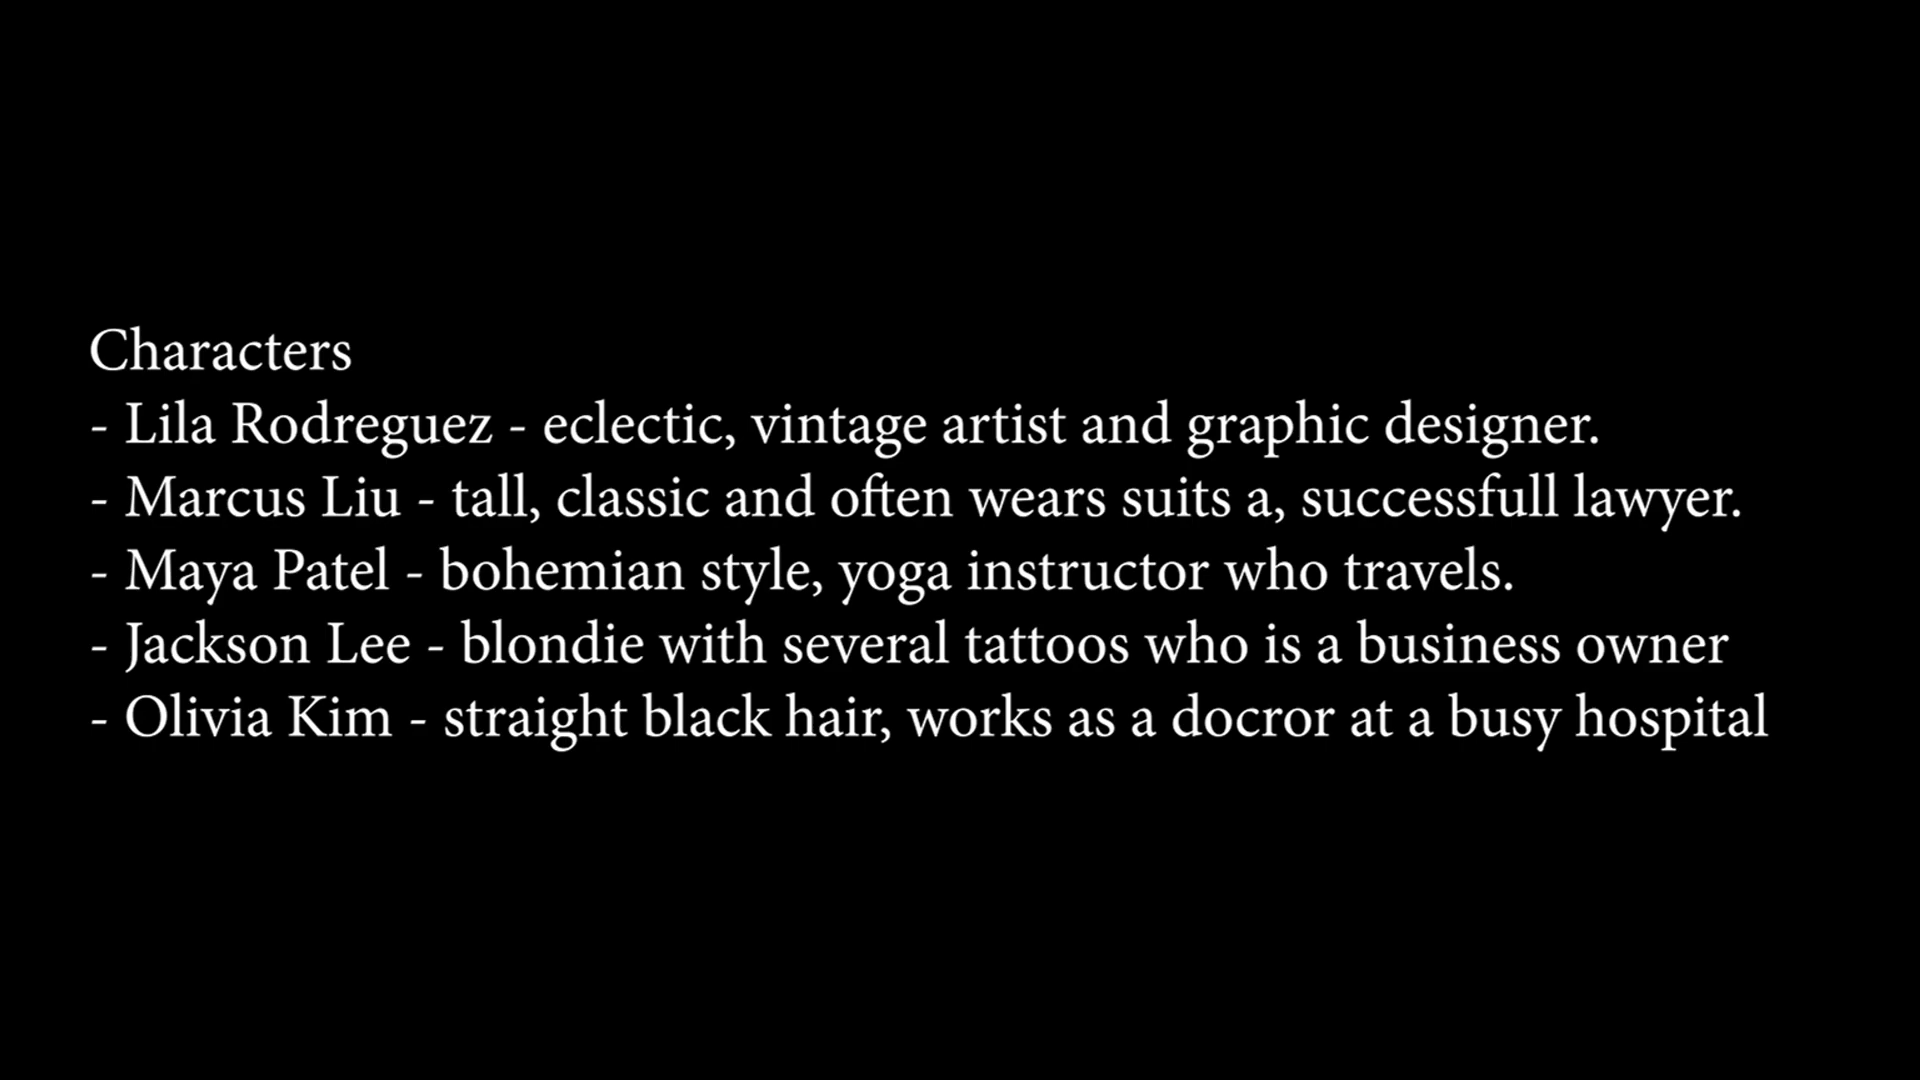 Characters
- Lila Rodreguez - eclectic, vintage artist and graphic designer.
- Marcus Liu - tall, classic and often wears suits a, successfull lawyer.
- Maya Patel - bohemian style, yoga instructor who travels.
- Jackson Lee - blondie with several tattoos who is a business owner
- Olivia Kim - straight black hair, works as a docror at a busy hospital